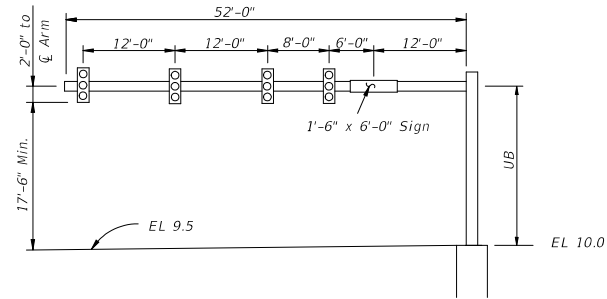 52'-0"
12'-0"
12'-0"
8'-0"
6'-0"
12'-0"
2'-0" to
℄ Arm
1'-6" x 6'-0" Sign
17'-6" Min.
UB
EL 9.5
EL 10.0